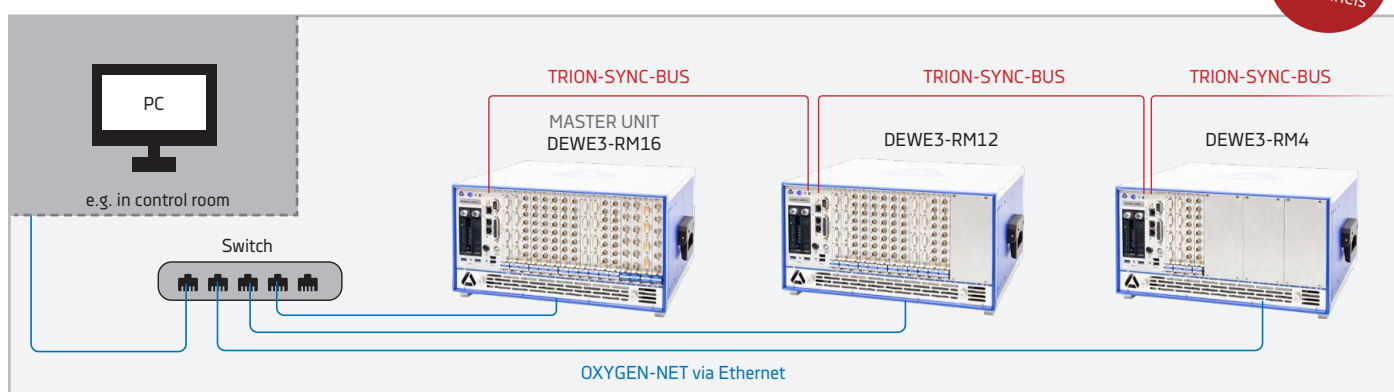 TRION-SYNC-BUS
TRION-SYNC-BUS
TRION-SYNC-BUS
PC
MASTER UNIT
DEWE3-RM16
DEWE3-RM12
DEWE3-RM4
e.g. in control room
Switch
OXYGEN-NET via Ethernet